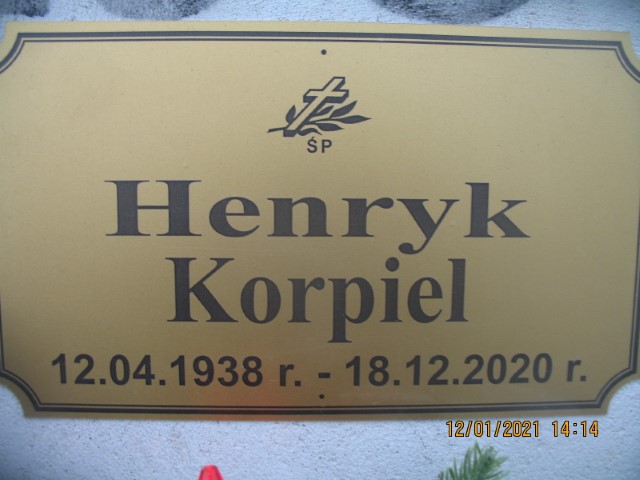 ŚP
Henryk
Korpiel
12.04.1938 r. - 18.12.2020 r.
12/01/2021 14:14